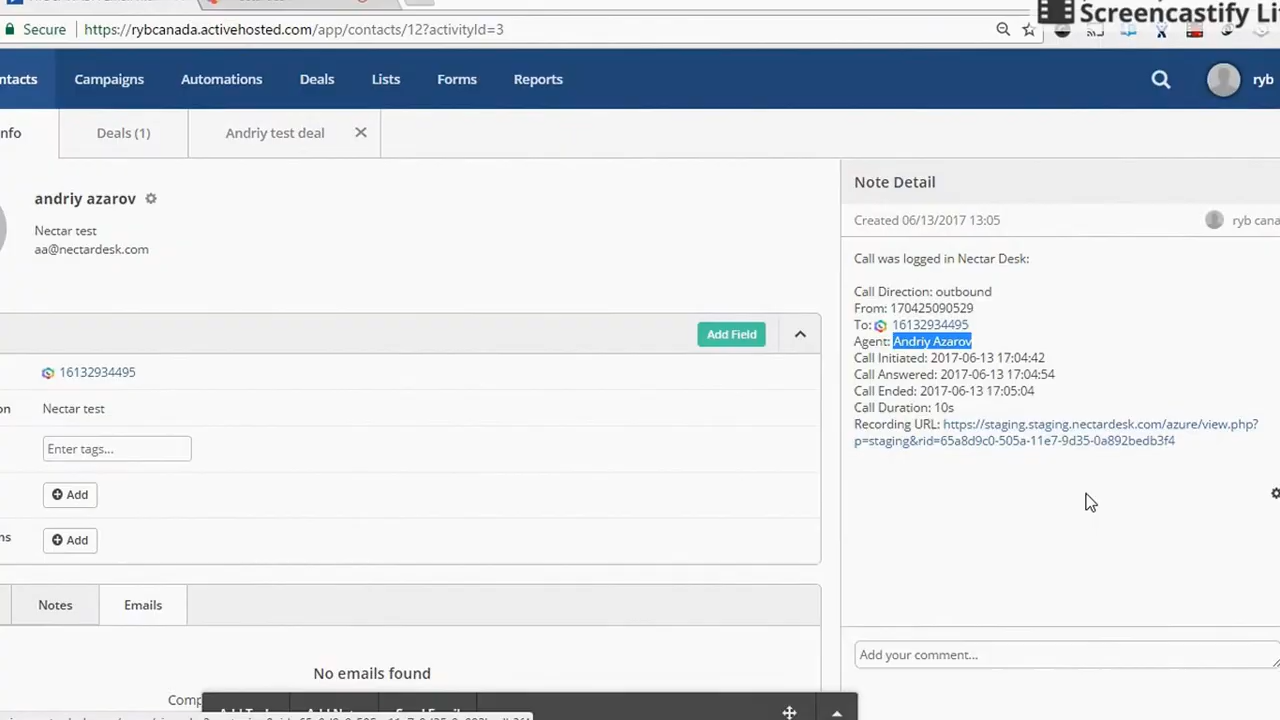 Screencastify Li
Secure
https://rybcanada.activehosted.com/app/contacts/12?activityId=3
ntacts
Campaigns
Automations
Deals
Lists
Forms
Reports
ryb
nfo
Deals (1)
Andriy test deal
andriy azarov
Nectar test
aa@nectardesk.com
Add Field
16132934495
on
Nectar test
Enter tags...
Add
ns
Add
Notes
Emails
No emails found
Comp
Note Detail
Created 06/13/2017 13:05
ryb cana
Call was logged in Nectar Desk:
Call Direction: outbound
From: 170425090529
To: 16132934495
Agent: Andriy Azarov
Call Initiated: 2017-06-13 17:04:42
Call Answered: 2017-06-13 17:04:54
Call Ended: 2017-06-13 17:05:04
Call Duration: 10s
Recording URL: https://staging.staging.nectardesk.com/azure/view.php?
p=staging&rid=65a8d9c0-505a-11e7-9d35-0a892bedb3f4
Add your comment...